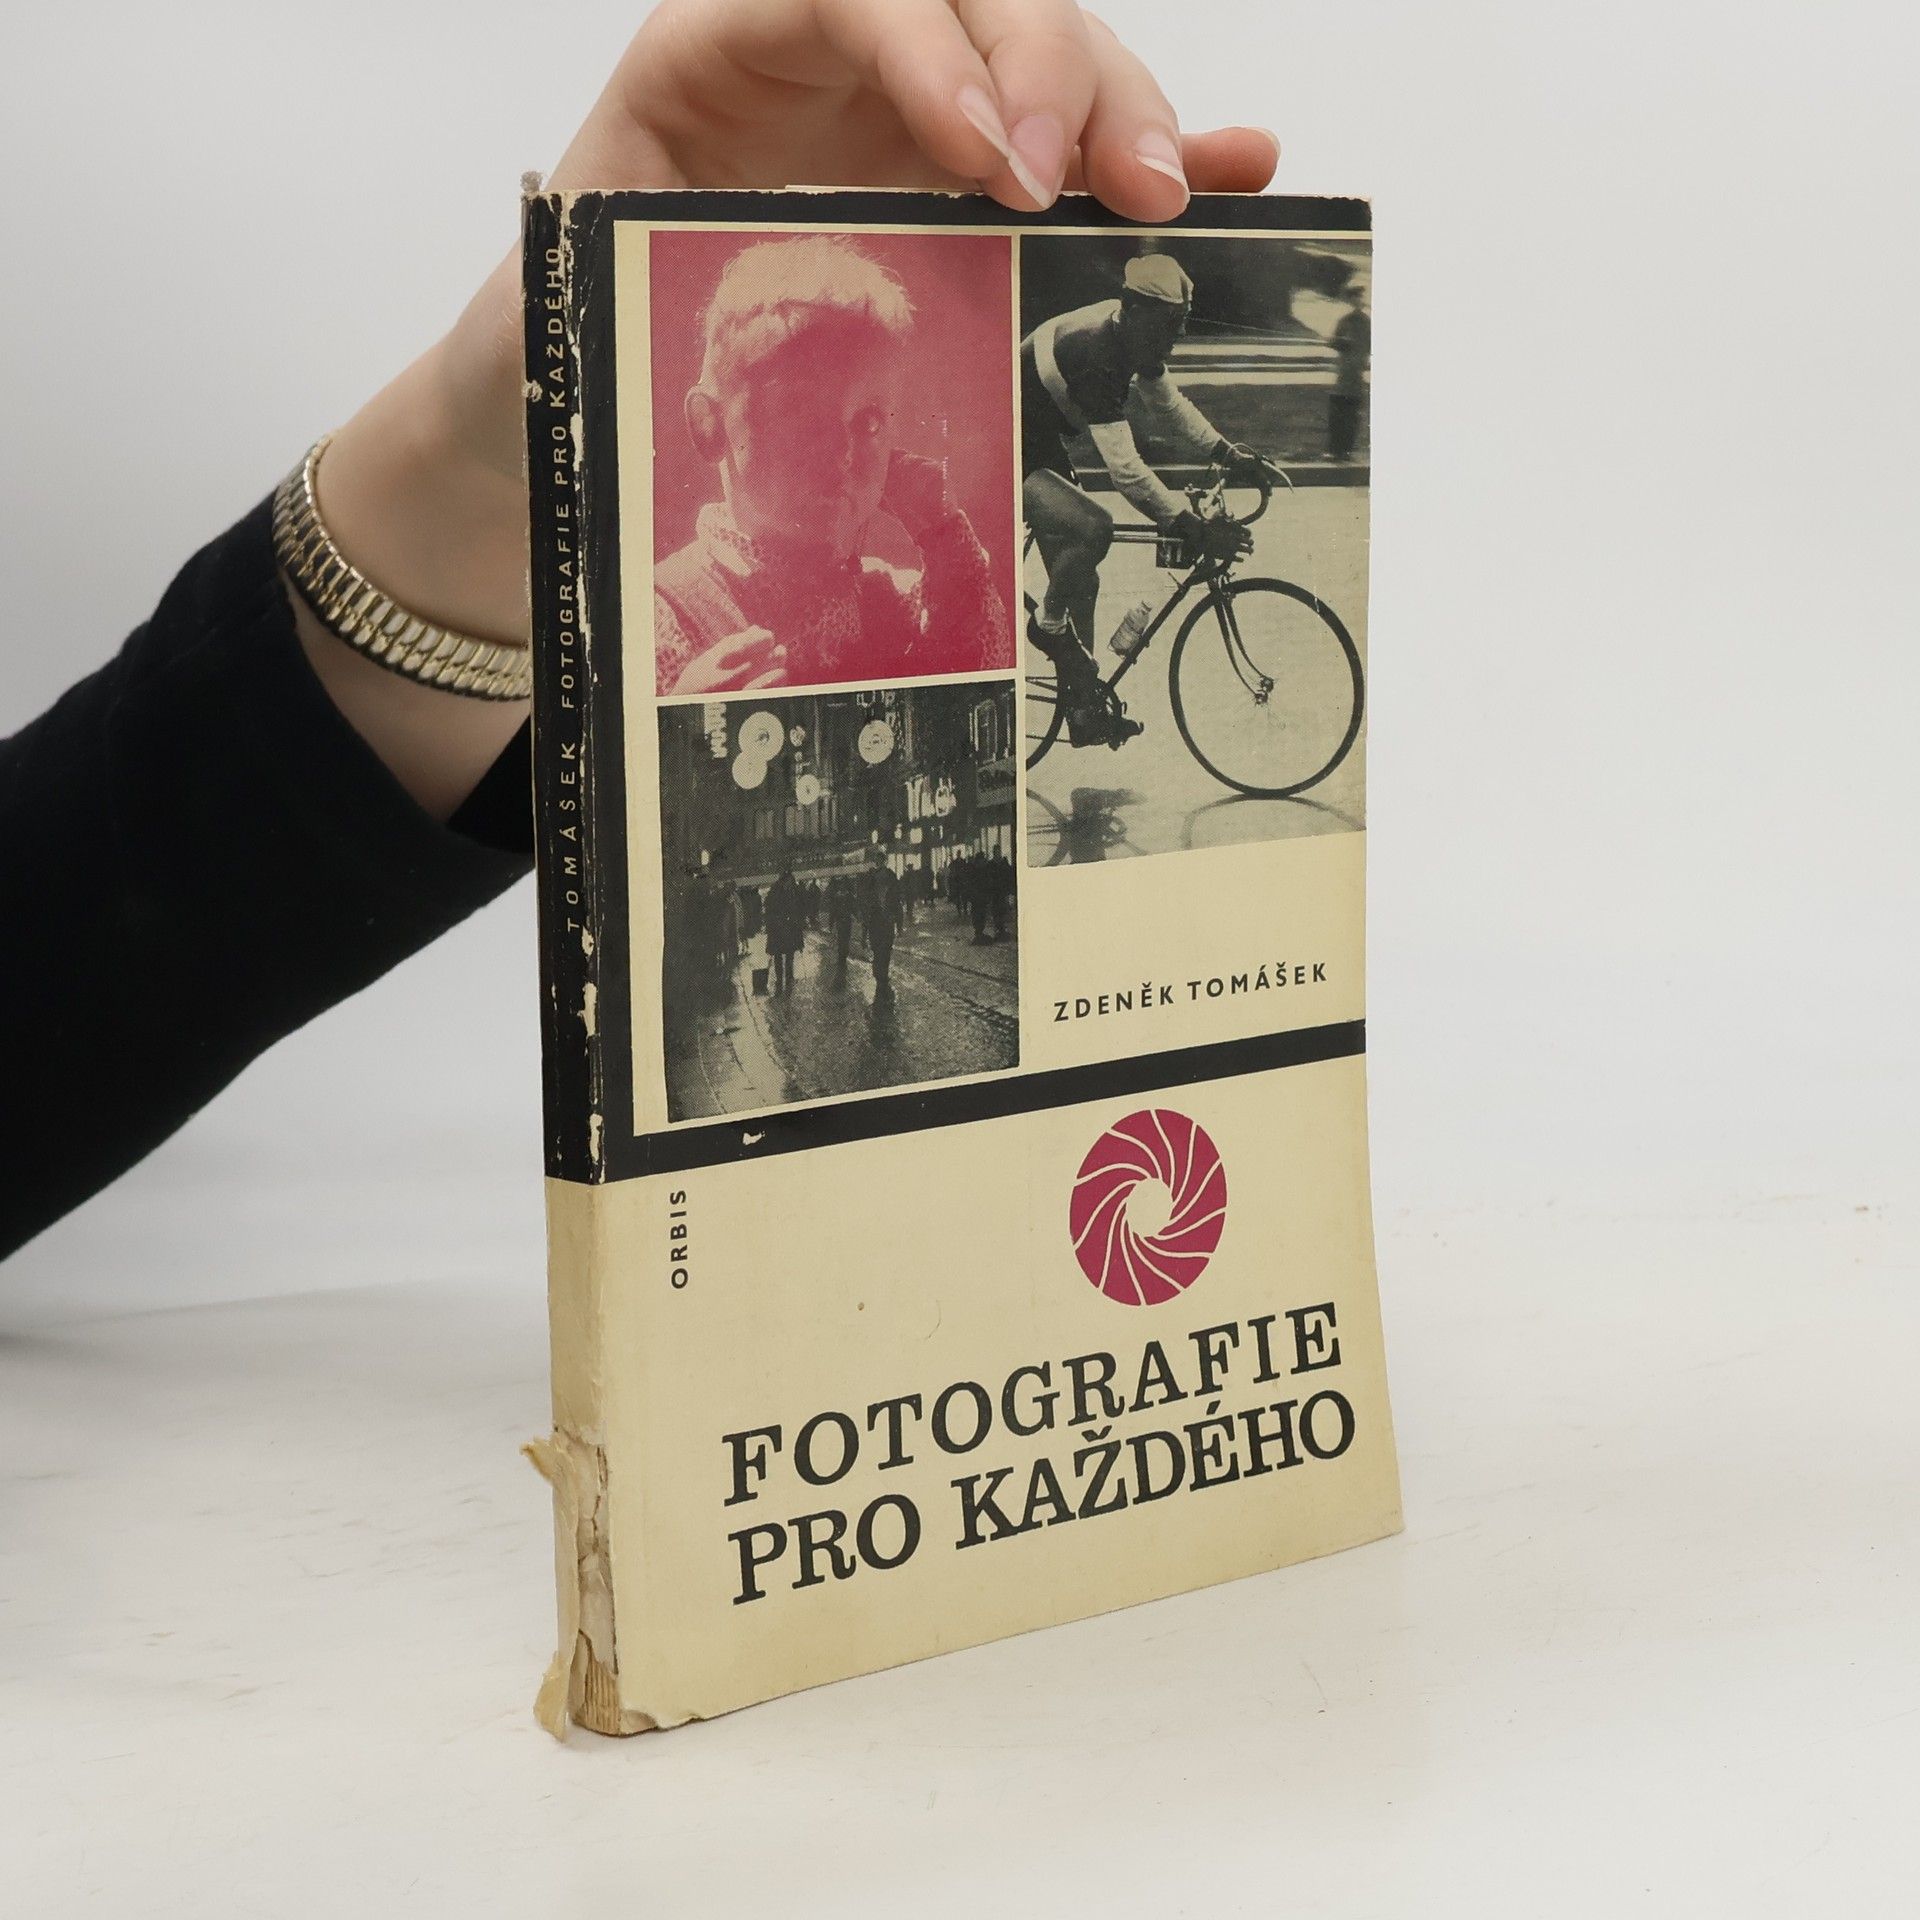 TOMÁŠEK FOTOGRAFIE PRO KAŽDÉHO
ZDENĚK TOMÁŠEK
ORBIS
FOTOGRAFIE
PRO KAŽDÉHO